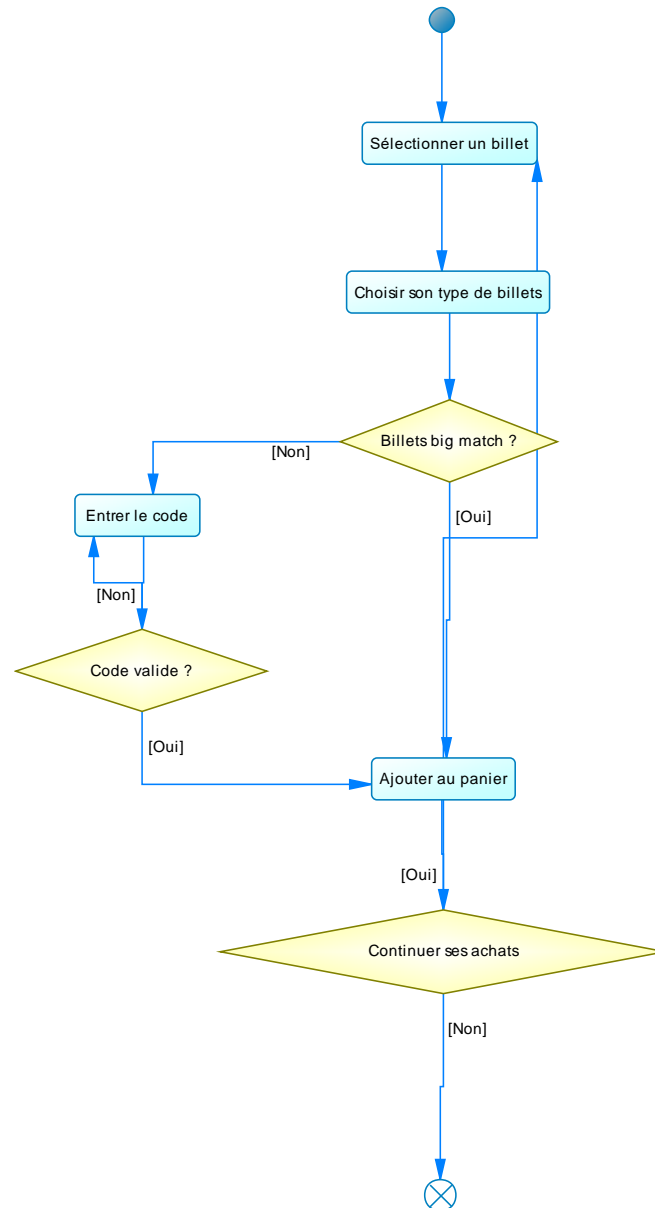 Sélectionner un billet
Choisir son type de billets
Billets big match ?
[Non]
[Oui]
Entrer le code
[Non]
Code valide ?
[Oui]
Ajouter au panier
[Oui]
Continuer ses achats
[Non]